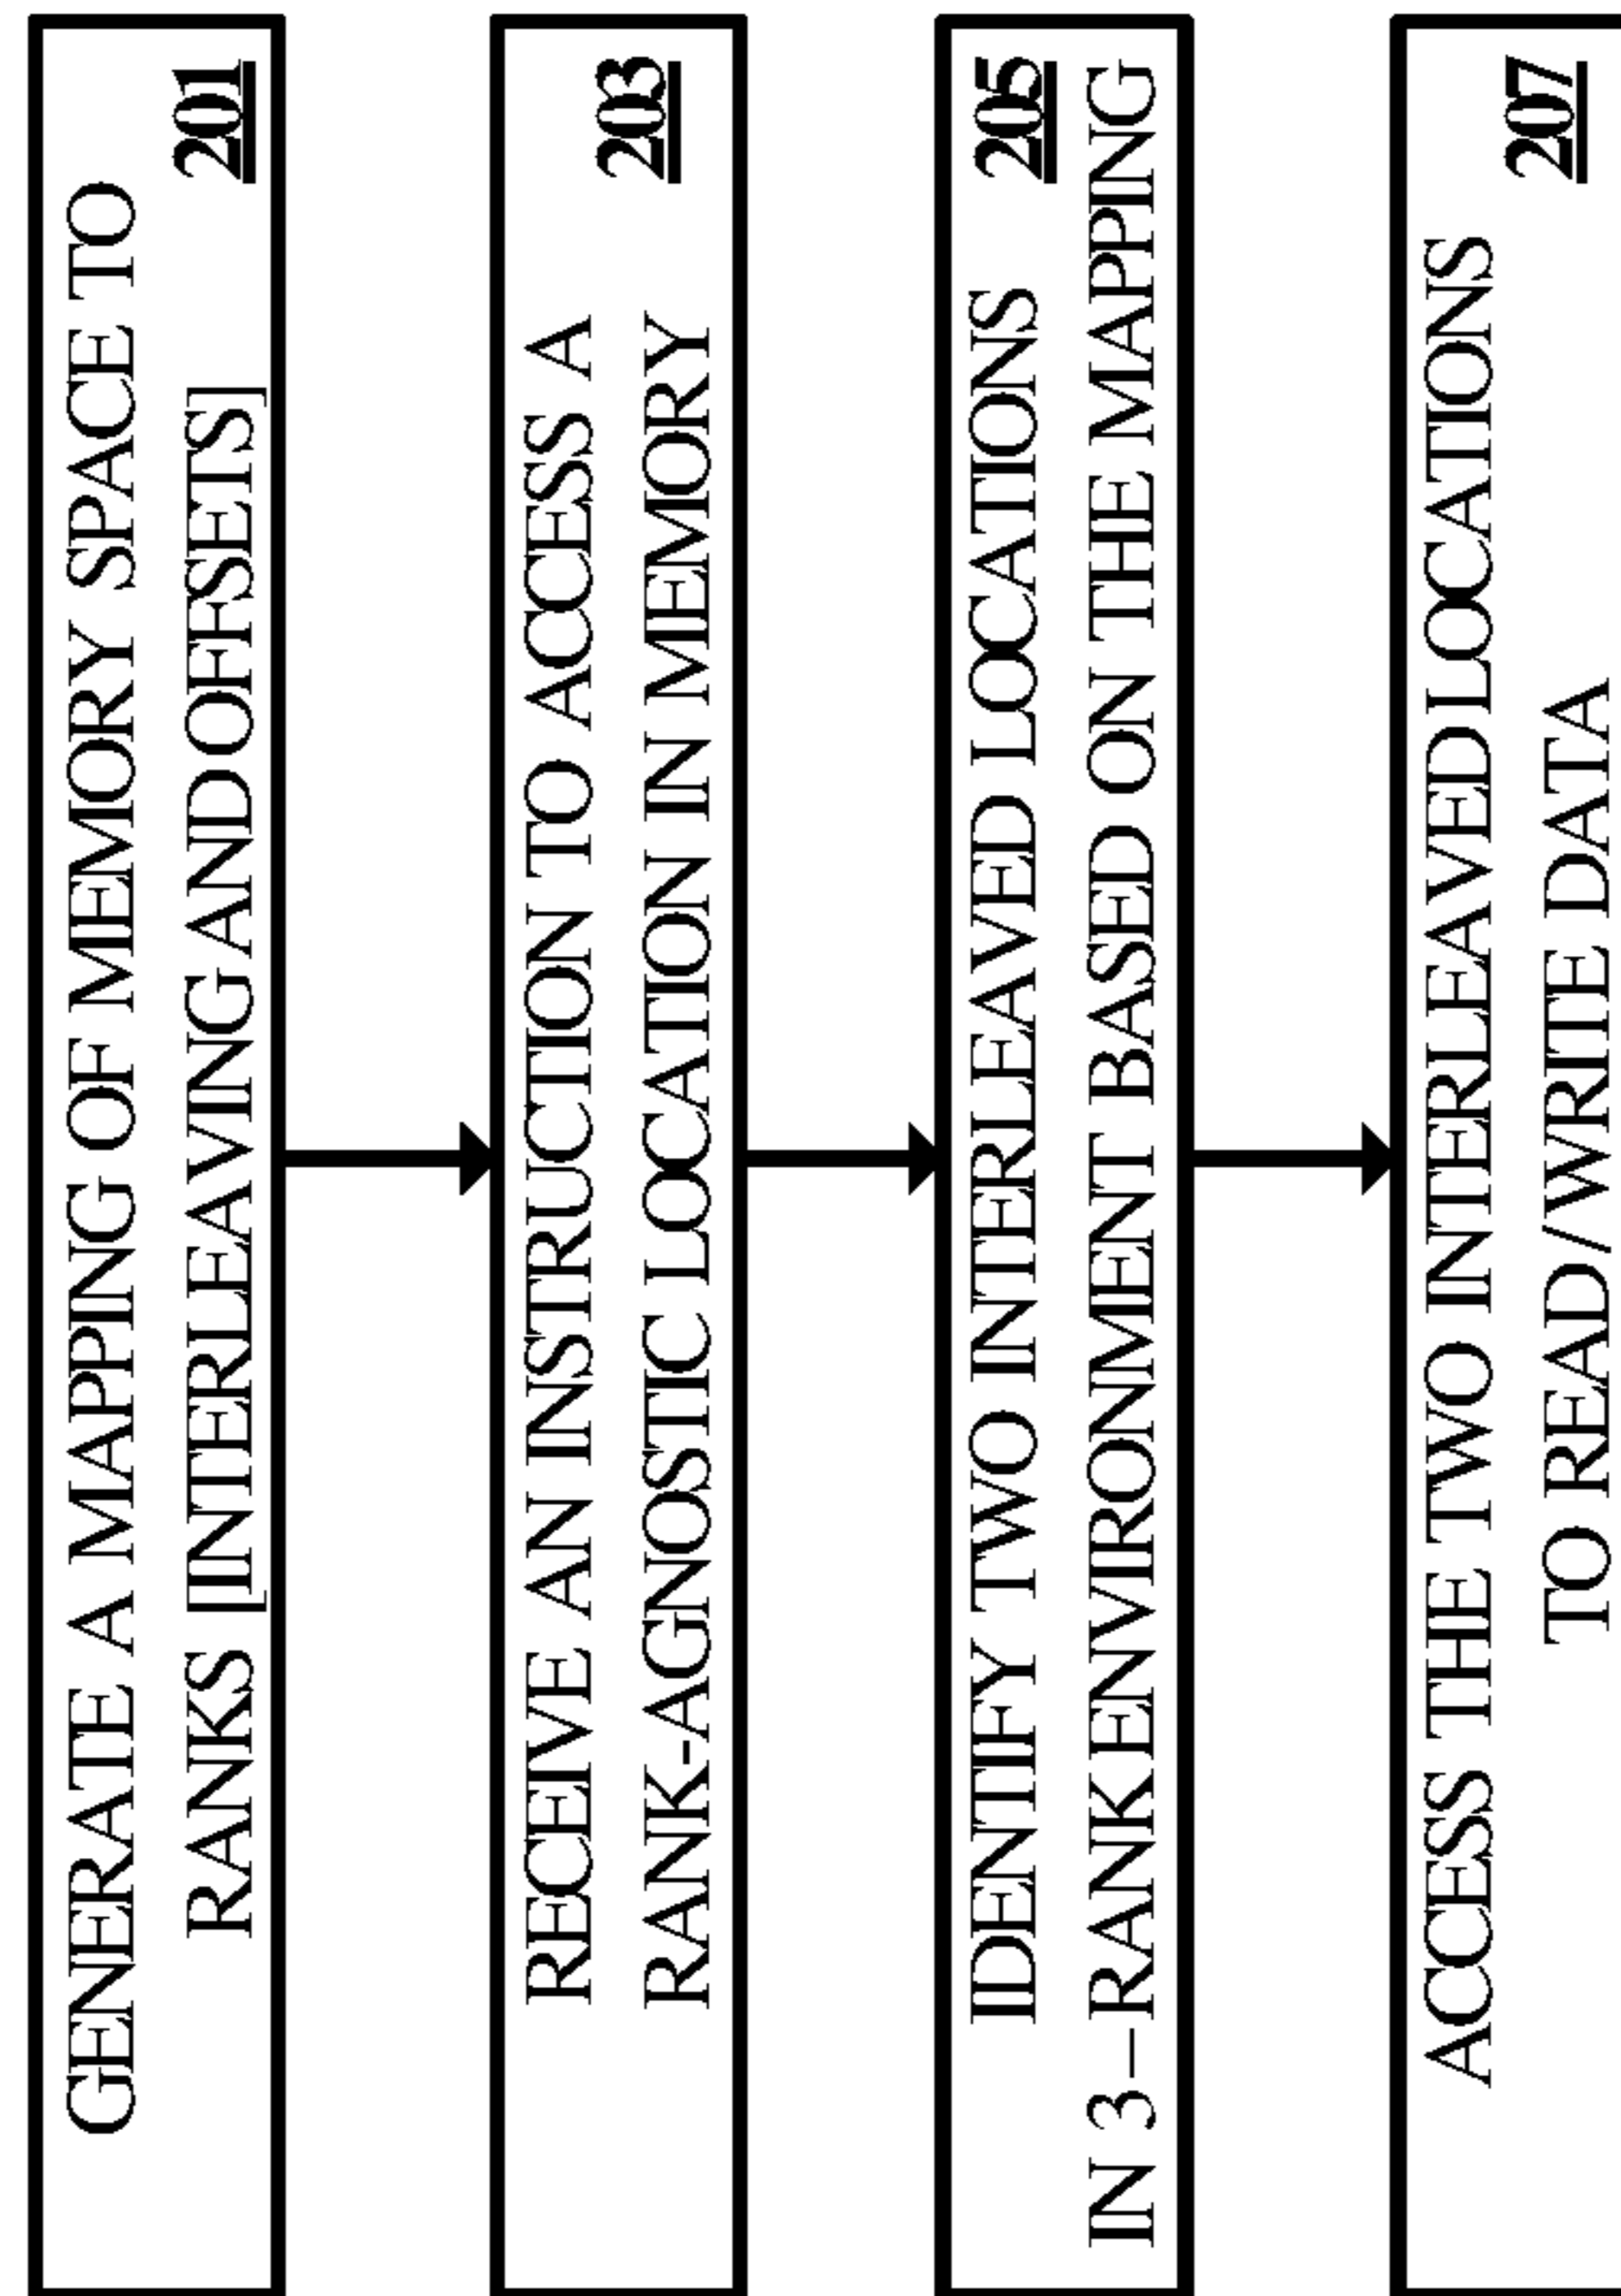 GENERATE A MAPPING OF MEMORY SPACE TO
RANKS [INTERLEAVING AND OFFSETS]
201
RECEIVE AN INSTRUCTION TO ACCESS A
RANK-AGNOSTIC LOCATION IN MEMORY
203
IDENTIFY TWO INTERLEAVED LOCATIONS
205
IN 3–RANK ENVIRONMENT BASED ON THE MAPPING
ACCESS THE TWO INTERLEAVED LOCATIONS
TO READ/WRITE DATA
207